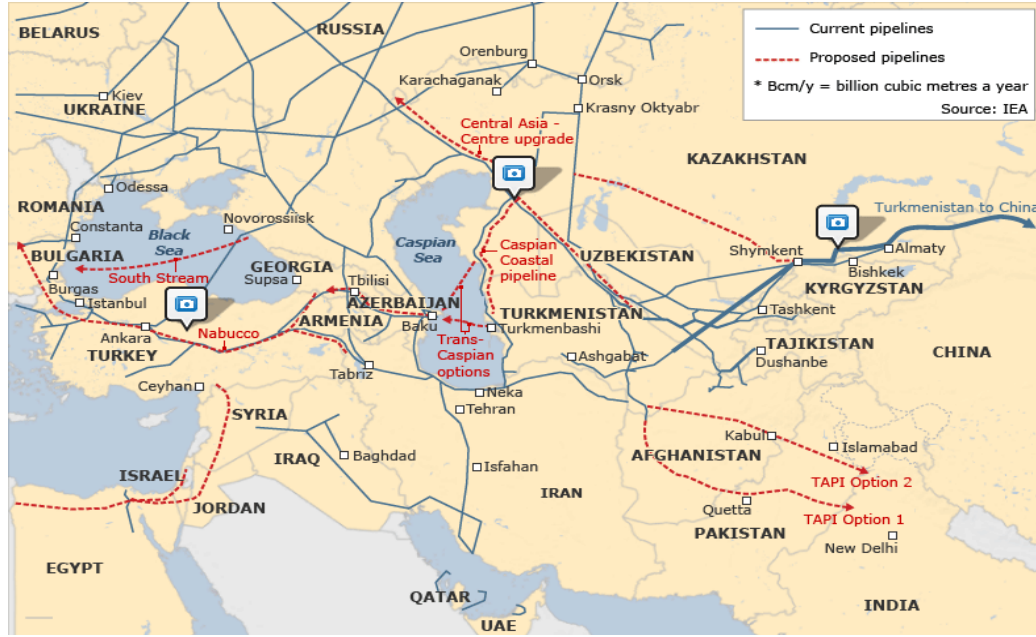 BELARUS
RUSSIA
Current pipelines
Proposed pipelines
* Bcm/y = billion cubic metres a year
Source: IEA
Orenburg
Karachaganak
Orsk
Kiev
UKRAINE
Krasny Oktyabr
Central Asia -
Centre upgrade
KAZAKHSTAN
Odessa
ROMANIA
Constanta
Novorossiisk
Turkmenistan to China
Black
Sea
Caspian
Sea
Caspian
Coastal
pipeline
UZBEKISTAN
Shymkent
Almaty
BULGARIA
South Stream
GEORGIA
Supsa
Tbilisi
Bishkek
KYRGYZSTAN
Burgas
Istanbul
AZERBAIJAN
ARMENIA
Baku
TURKMENISTAN
Turkmenbashi
Tashkent
Ankara
Nabucco
TURKEY
Trans-
Caspian
options
Ashgabat
TAJIKISTAN
Dushanbe
CHINA
Ceyhan
Tabriz
Neka
Tehran
SYRIA
Kabul
Islamabad
IRAQ
Baghdad
Isfahan
AFGHANISTAN
ISRAEL
IRAN
TAPI Option 2
JORDAN
Quetta
TAPI Option 1
PAKISTAN
New Delhi
EGYPT
QATAR
UAE
INDIA